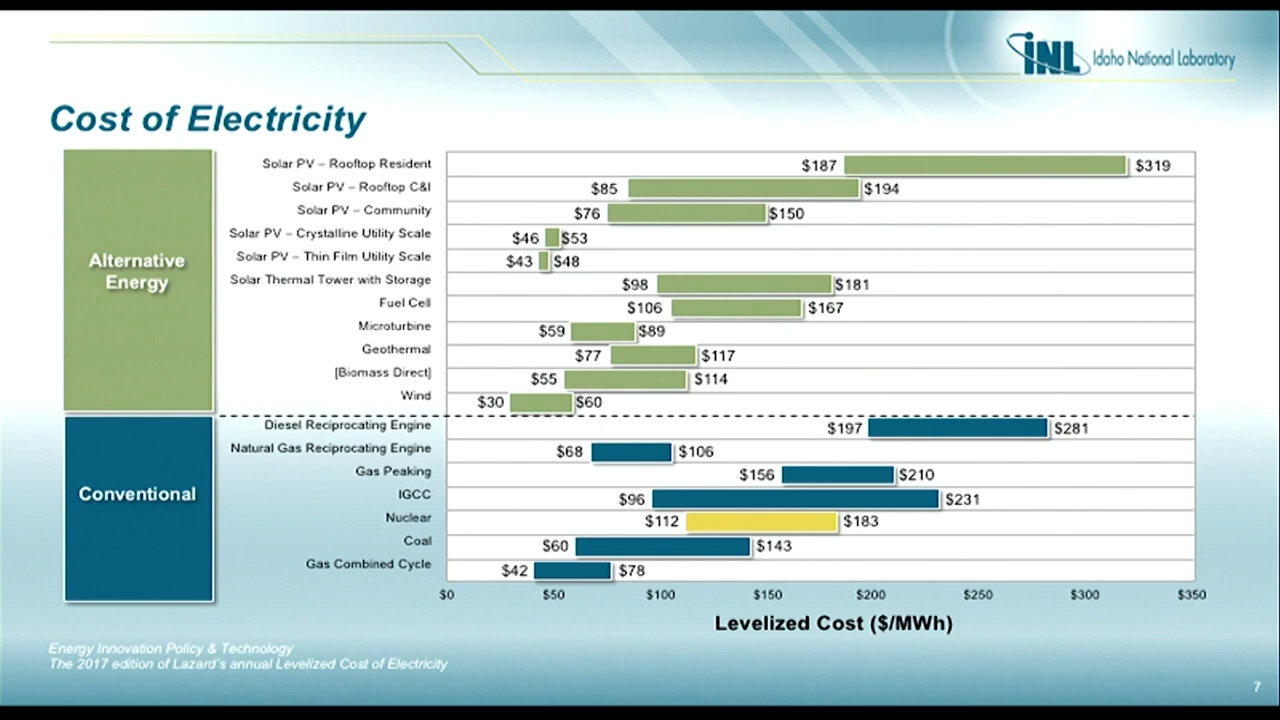 INL Idaho National Laboratory
Cost of Electricity
Alternative
Energy
Solar PV – Rooftop Resident $187 $319
Solar PV – Rooftop C&I $85 $194
Solar PV – Community $76 $150
Solar PV – Crystalline Utility Scale $46 $53
Solar PV – Thin Film Utility Scale $43 $48
Solar Thermal Tower with Storage $98 $181
Fuel Cell $106 $167
Microturbine $59 $89
Geothermal $77 $117
[Biomass Direct] $55 $114
Wind $30 $60
Conventional
Diesel Reciprocating Engine $197 $281
Natural Gas Reciprocating Engine $68 $106
Gas Peaking $156 $210
IGCC $96 $231
Nuclear $112 $183
Coal $60 $143
Gas Combined Cycle $42 $78
$0 $50 $100 $150 $200 $250 $300 $350
Levelized Cost ($/MWh)
Energy Innovation Policy & Technology
The 2017 edition of Lazard's annual Levelized Cost of Electricity
7